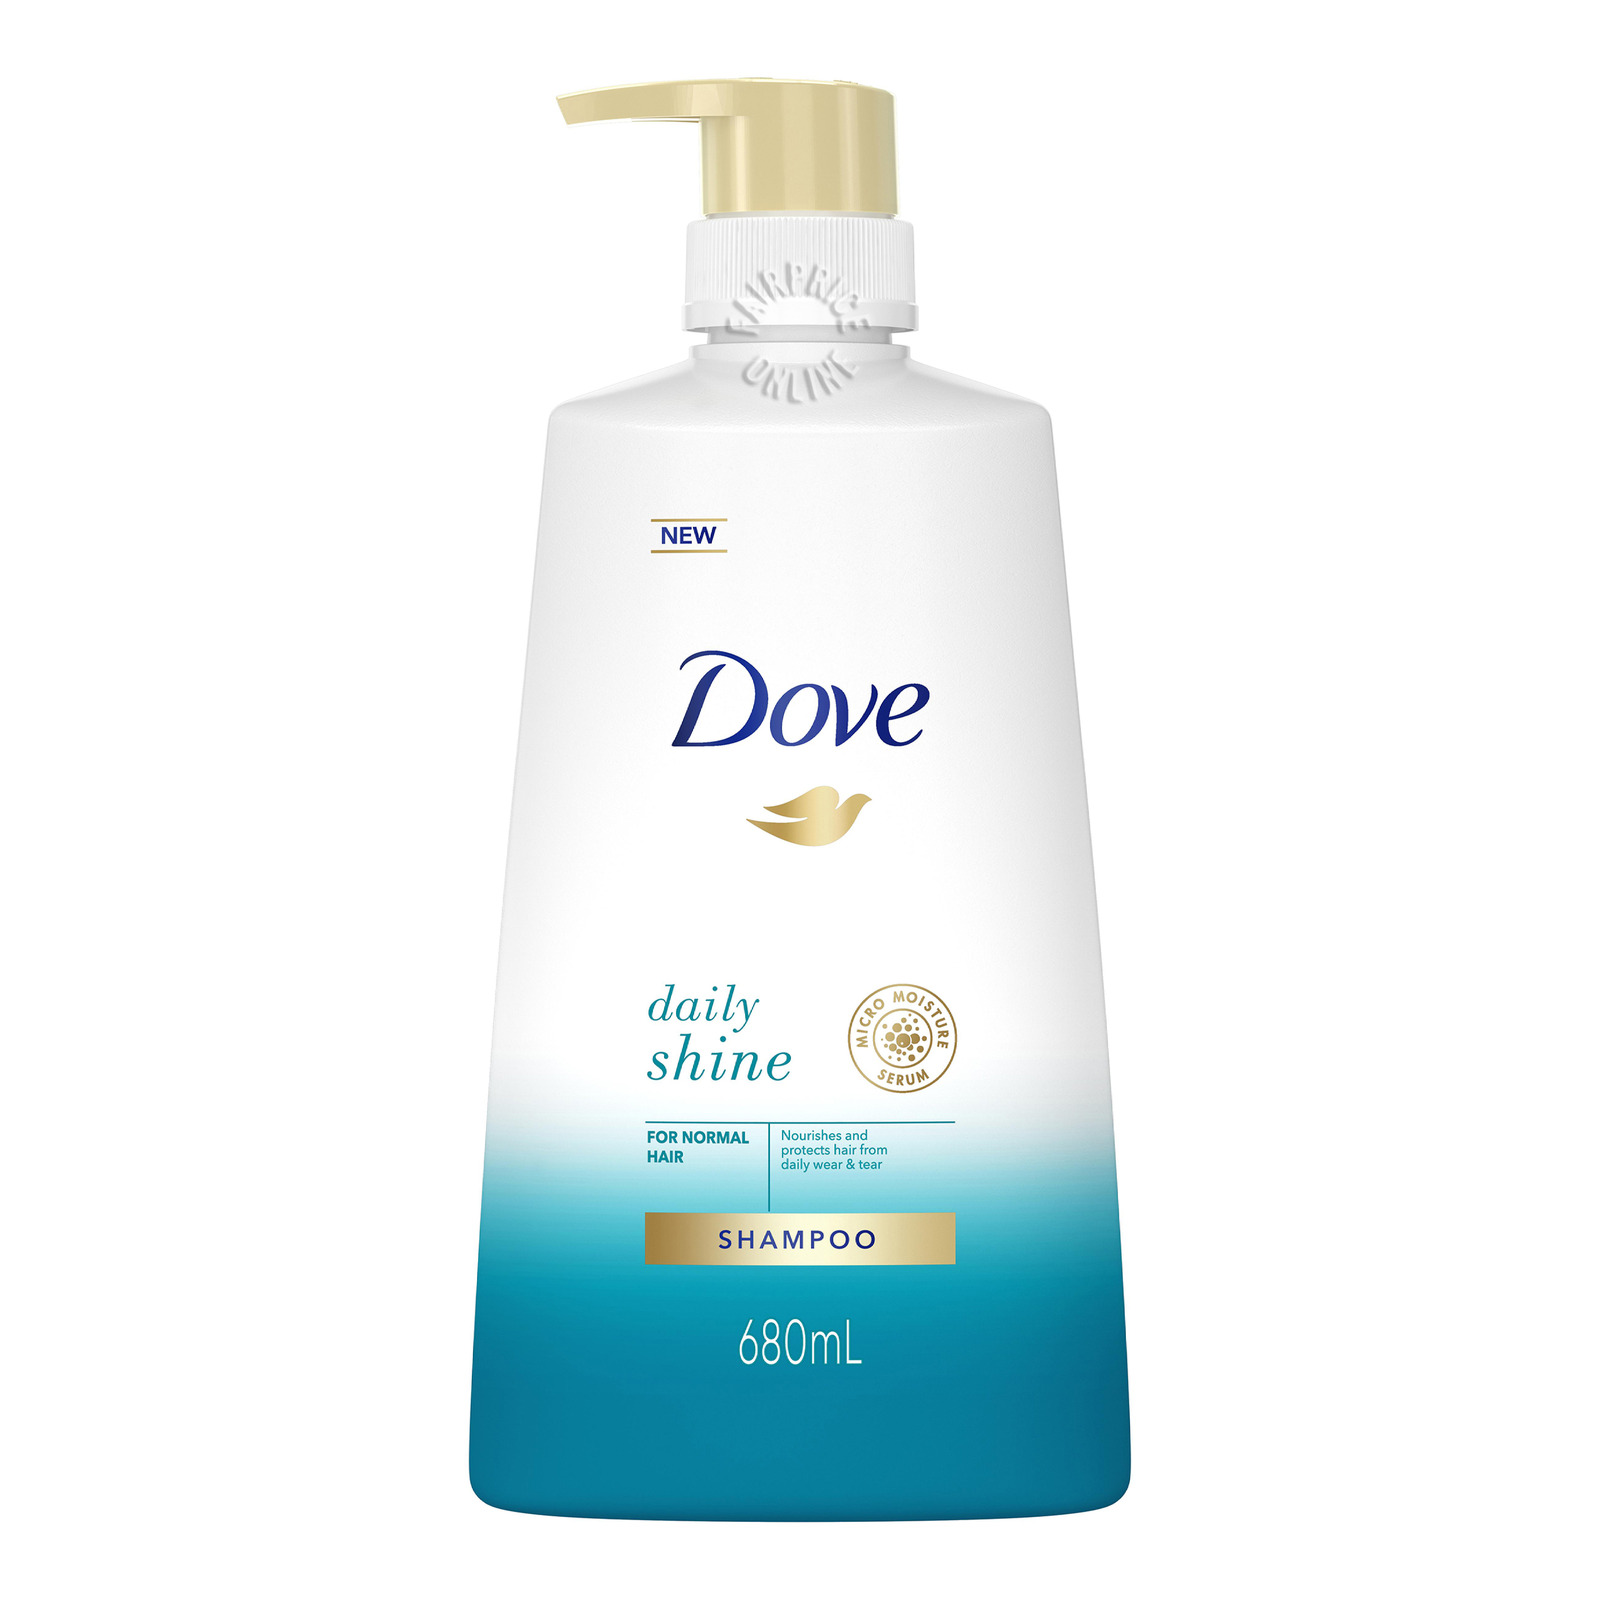 FAIRPRICE
ONLINE
NEW
Dove
daily
shine
MICRO MOISTURE
SERUM
FOR NORMAL
HAIR
Nourishes and
protects hair from
daily wear & tear
SHAMPOO
680mL